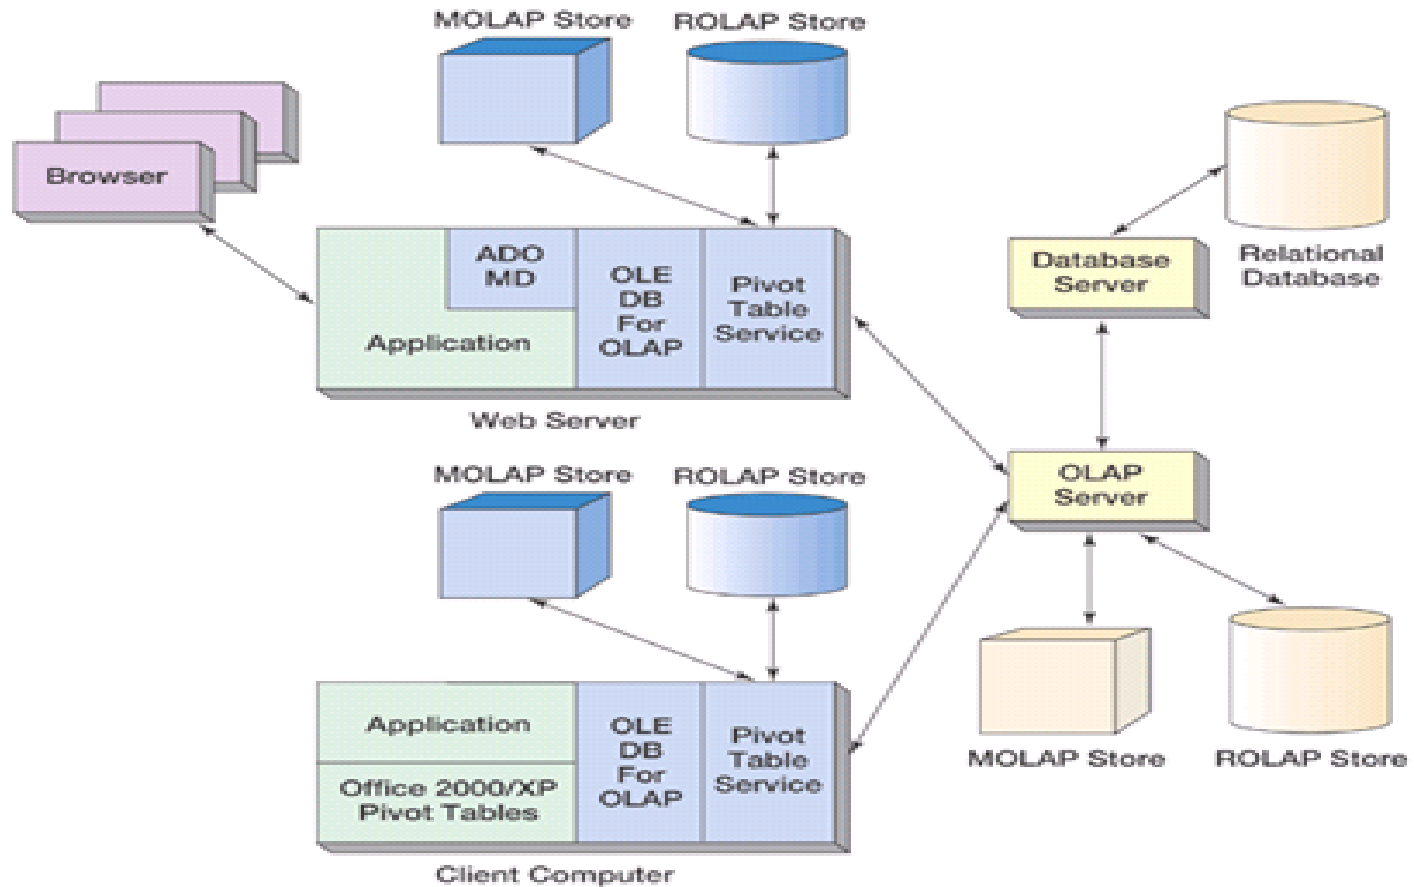 MOLAP Store
ROLAP Store
Browser
ADO
MD
Application
OLE
DB
For
OLAP
Pivot
Table
Service
Web Server
Database
Server
Relational
Database
OLAP
Server
MOLAP Store
ROLAP Store
MOLAP Store
ROLAP Store
Application
Office 2000/XP
Pivot Tables
OLE
DB
For
OLAP
Pivot
Table
Service
Client Computer